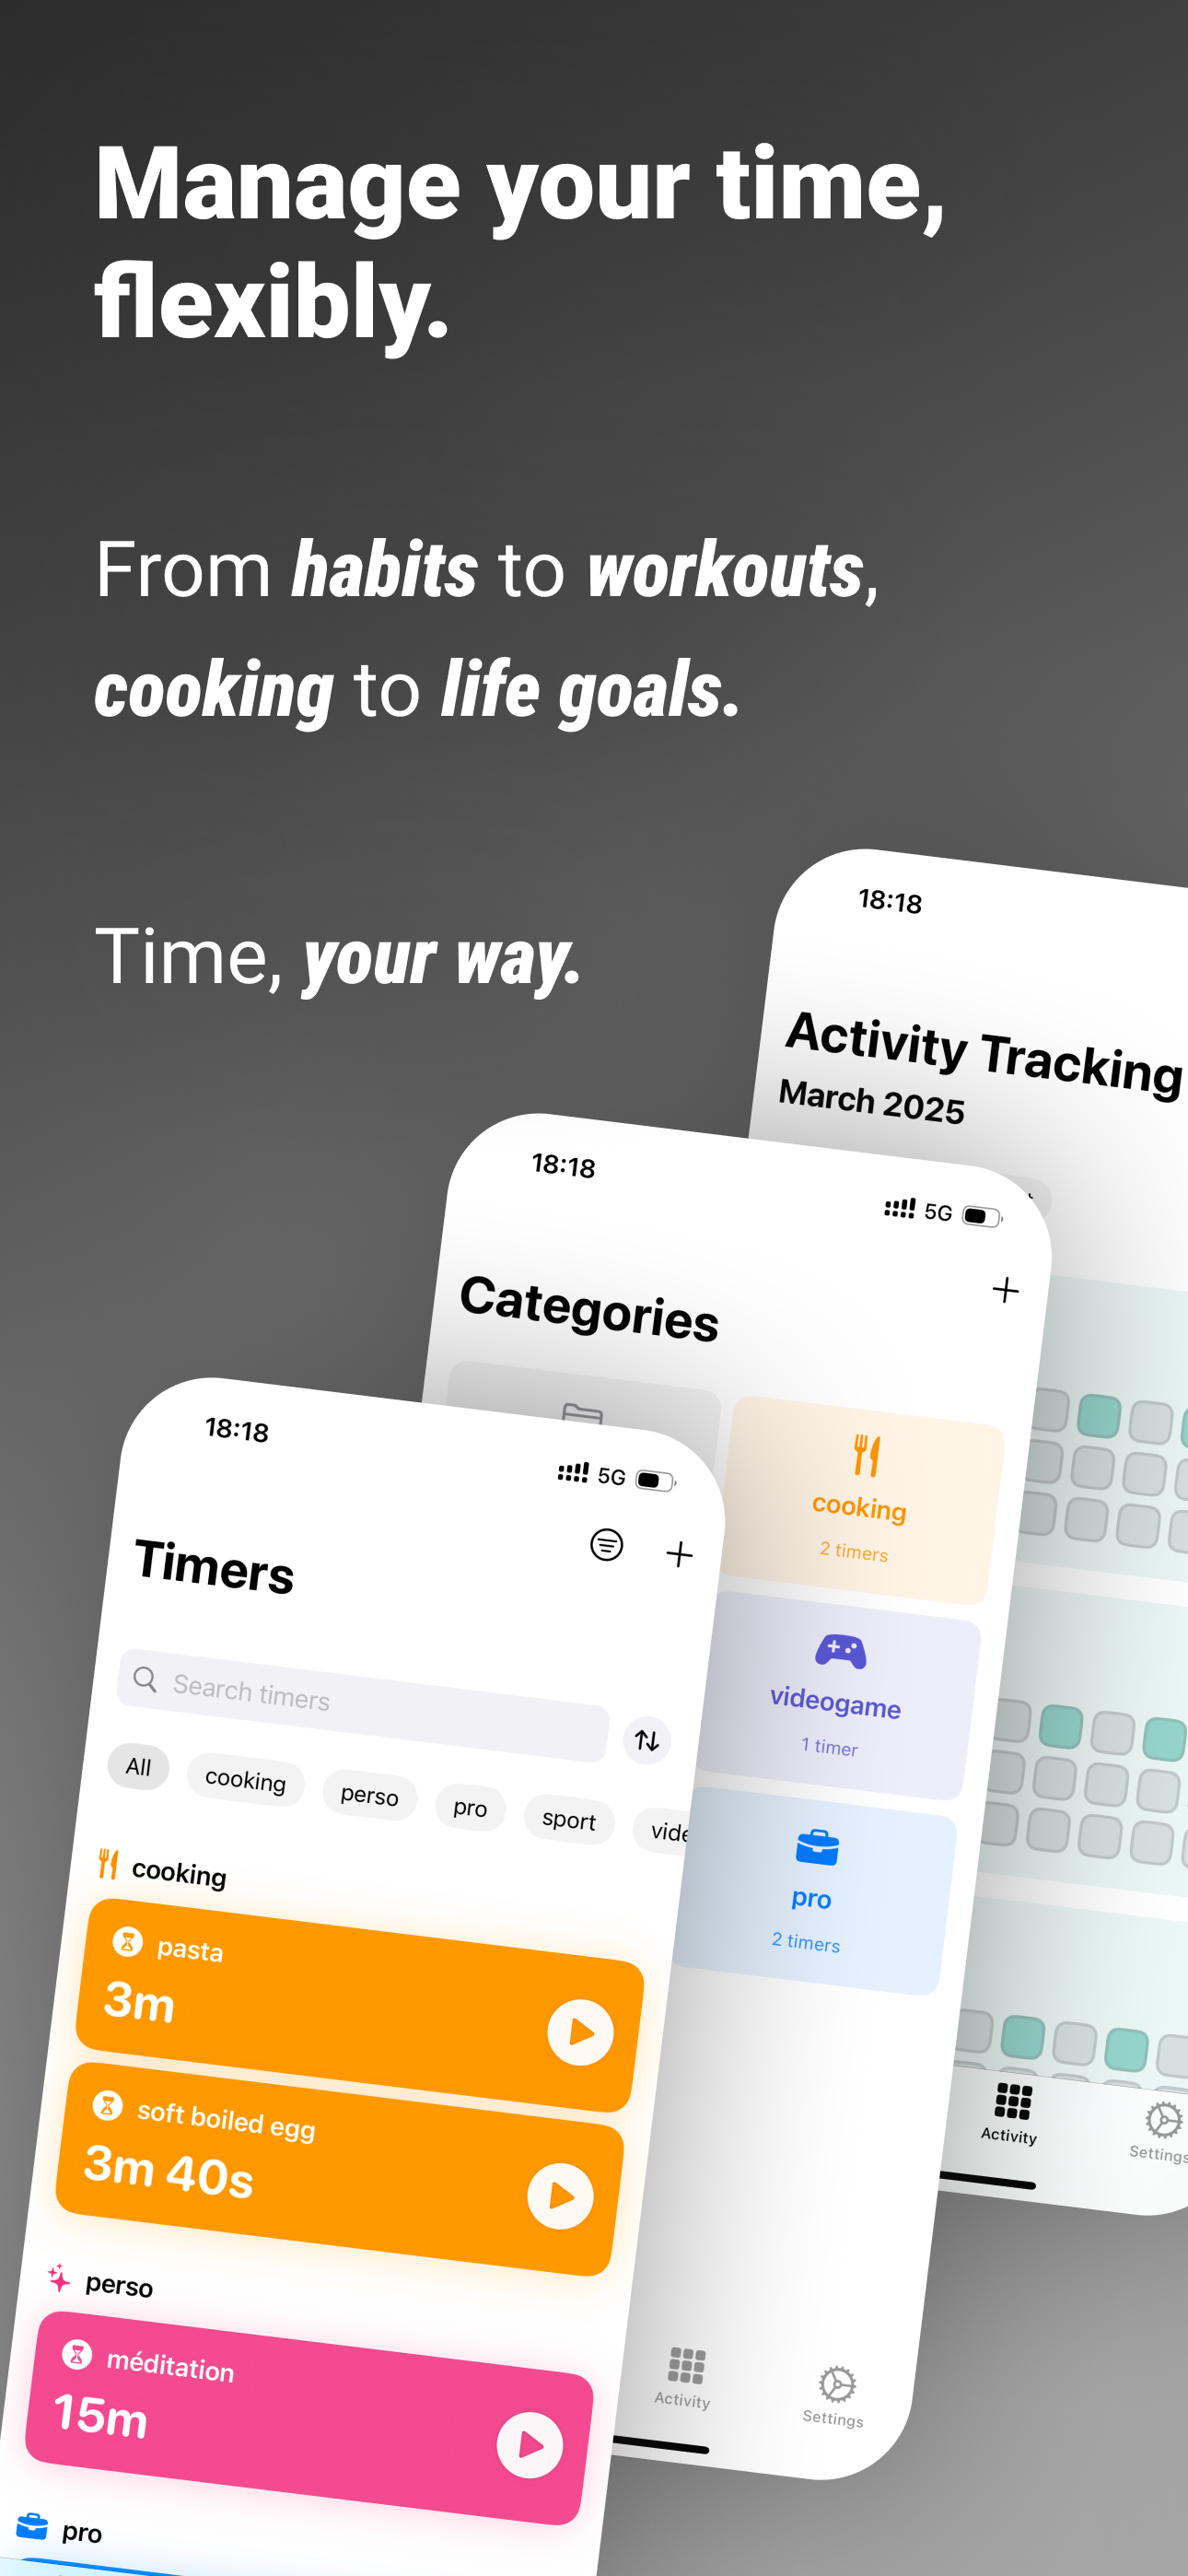 Manage your time,
flexibly.
From habits to workouts,
cooking to life goals.
Time, your way.
18:18
Activity Tracking
March 2025
Activity
Settings
18:18
5G
Categories
cooking
2 timers
videogame
1 timer
pro
2 timers
Activity
Settings
18:18
5G
Timers
Search timers
All
cooking
perso
pro
sport
vide
cooking
pasta
3m
soft boiled egg
3m 40s
perso
méditation
15m
pro